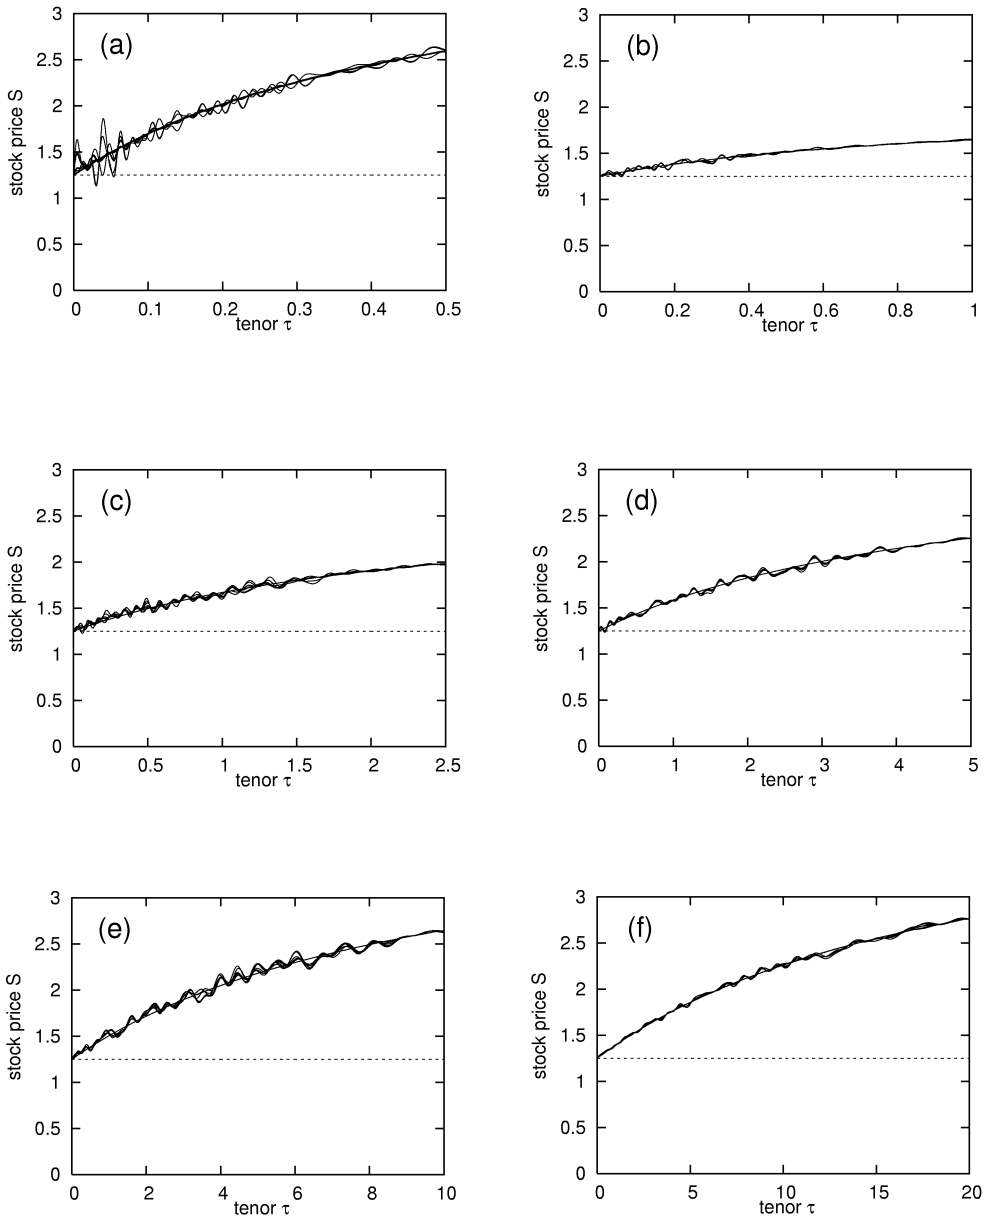 (a)
stock price S
3
2.5
2
1.5
1
0.5
0
0 0.1 0.2 0.3 0.4 0.5
tenor τ
(b)
stock price S
3
2.5
2
1.5
1
0.5
0
0 0.2 0.4 0.6 0.8 1
tenor τ
(c)
stock price S
3
2.5
2
1.5
1
0.5
0
0 0.5 1 1.5 2 2.5
tenor τ
(d)
stock price S
3
2.5
2
1.5
1
0.5
0
0 1 2 3 4 5
tenor τ
(e)
stock price S
3
2.5
2
1.5
1
0.5
0
0 2 4 6 8 10
tenor τ
(f)
stock price S
3
2.5
2
1.5
1
0.5
0
0 5 10 15 20
tenor τ